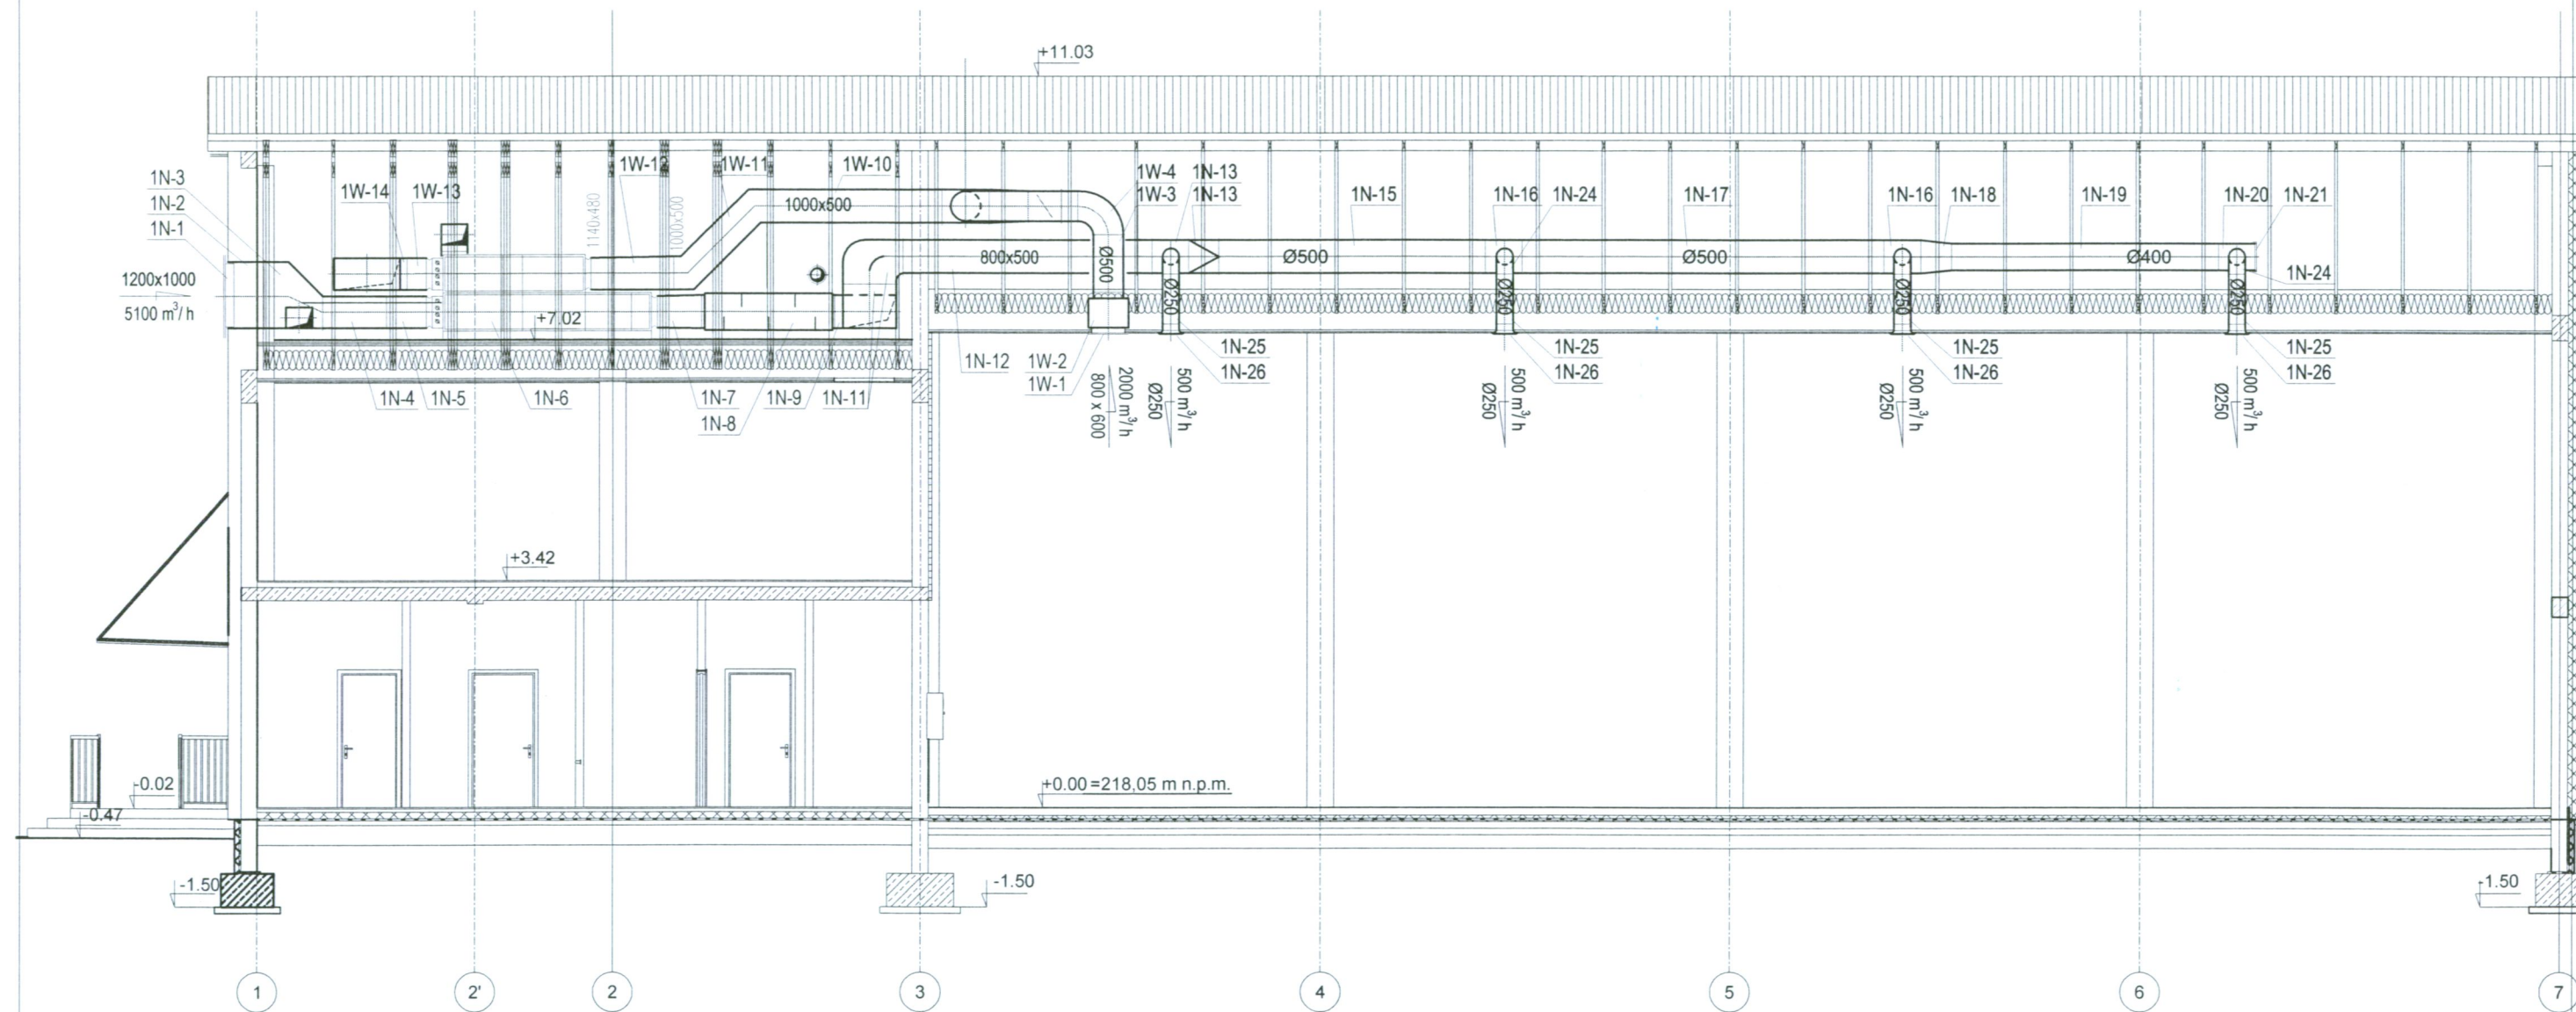 +11.03
1N-3
1N-2
1N-1
1200x1000
5100 m³/h
1W-14
1W-13
1W-12
1W-11
1W-10
1140x480
1000x500
1000x500
1W-4
1W-3
1N-13
1N-13
1N-15
1N-16
1N-24
1N-17
1N-16
1N-18
1N-19
1N-20
1N-21
1N-24
800x500
Ø500
Ø500
Ø500
Ø400
Ø250
Ø250
Ø250
Ø250
+7.02
1N-4
1N-5
1N-6
1N-7
1N-8
1N-9
1N-11
1N-12
1W-2
1W-1
1N-25
1N-26
1N-25
1N-26
1N-25
1N-26
1N-25
1N-26
2000 m³/h
800 x 600
500 m³/h
Ø250
500 m³/h
Ø250
500 m³/h
Ø250
500 m³/h
Ø250
+3.42
+0.00=218,05 m n.p.m.
-0.02
-0.47
-1.50
-1.50
-1.50
1
2'
2
3
4
5
6
7